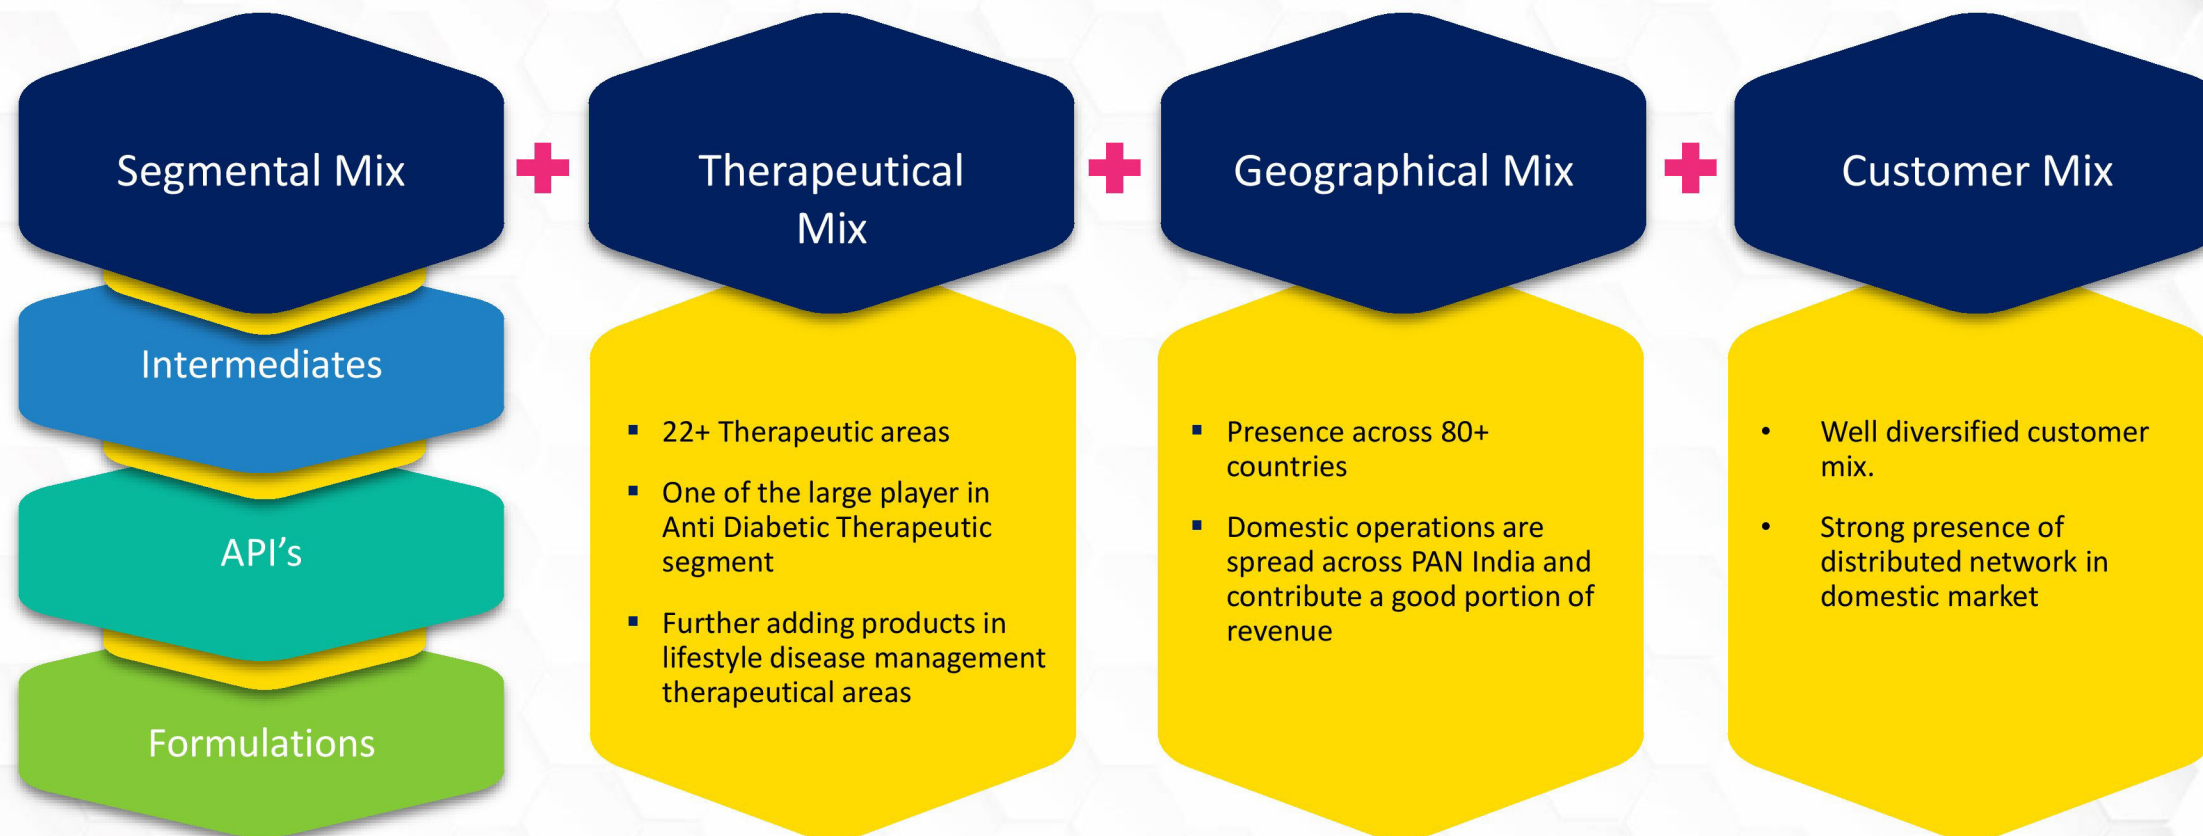 Segmental Mix
Intermediates
API’s
Formulations
Therapeutical
Mix
▪ 22+ Therapeutic areas
▪ One of the large player in
Anti Diabetic Therapeutic
segment
▪ Further adding products in
lifestyle disease management
therapeutical areas
Geographical Mix
▪ Presence across 80+
countries
▪ Domestic operations are
spread across PAN India and
contribute a good portion of
revenue
Customer Mix
• Well diversified customer
mix.
• Strong presence of
distributed network in
domestic market